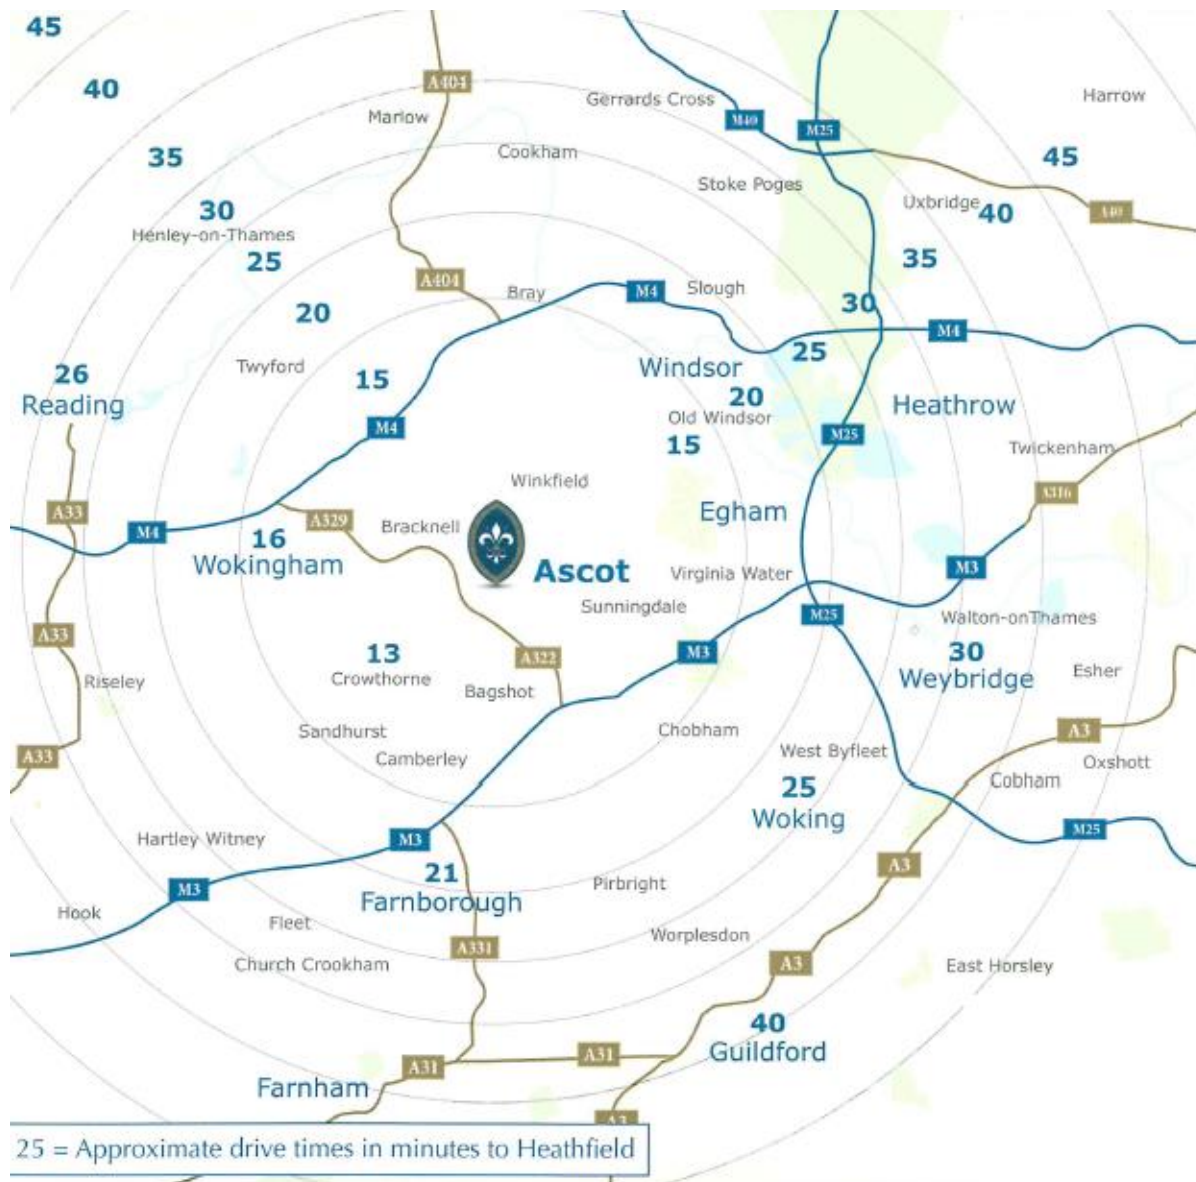 45
A404
40
Gerrards Cross
Harrow
Marlow
M40
M25
Cookham
35
45
Stoke Poges
30
Uxbridge
40
A40
Henley-on-Thames
25
35
A404
Bray
M4
Slough
30
20
M4
25
Twyford
Windsor
15
26
20
Reading
Heathrow
Old Windsor
M4
M25
15
Twickenham
Winkfield
A316
A33
A329
Bracknell
Egham
M4
16
Wokingham
Ascot
Virginia Water
M3
Sunningdale
M25
Walton-onThames
A33
13
A322
M3
30
Crowthorne
Weybridge
Esher
Riseley
Bagshot
Sandhurst
Chobham
A3
Camberley
West Byfleet
A33
Oxshott
Cobham
25
Woking
M25
Hartley Witney
M3
21
A3
M3
Pirbright
Farnborough
Hook
Fleet
Worplesdon
A331
Church Crookham
A3
East Horsley
40
Guildford
A31
A31
Farnham
A3
25 = Approximate drive times in minutes to Heathfield